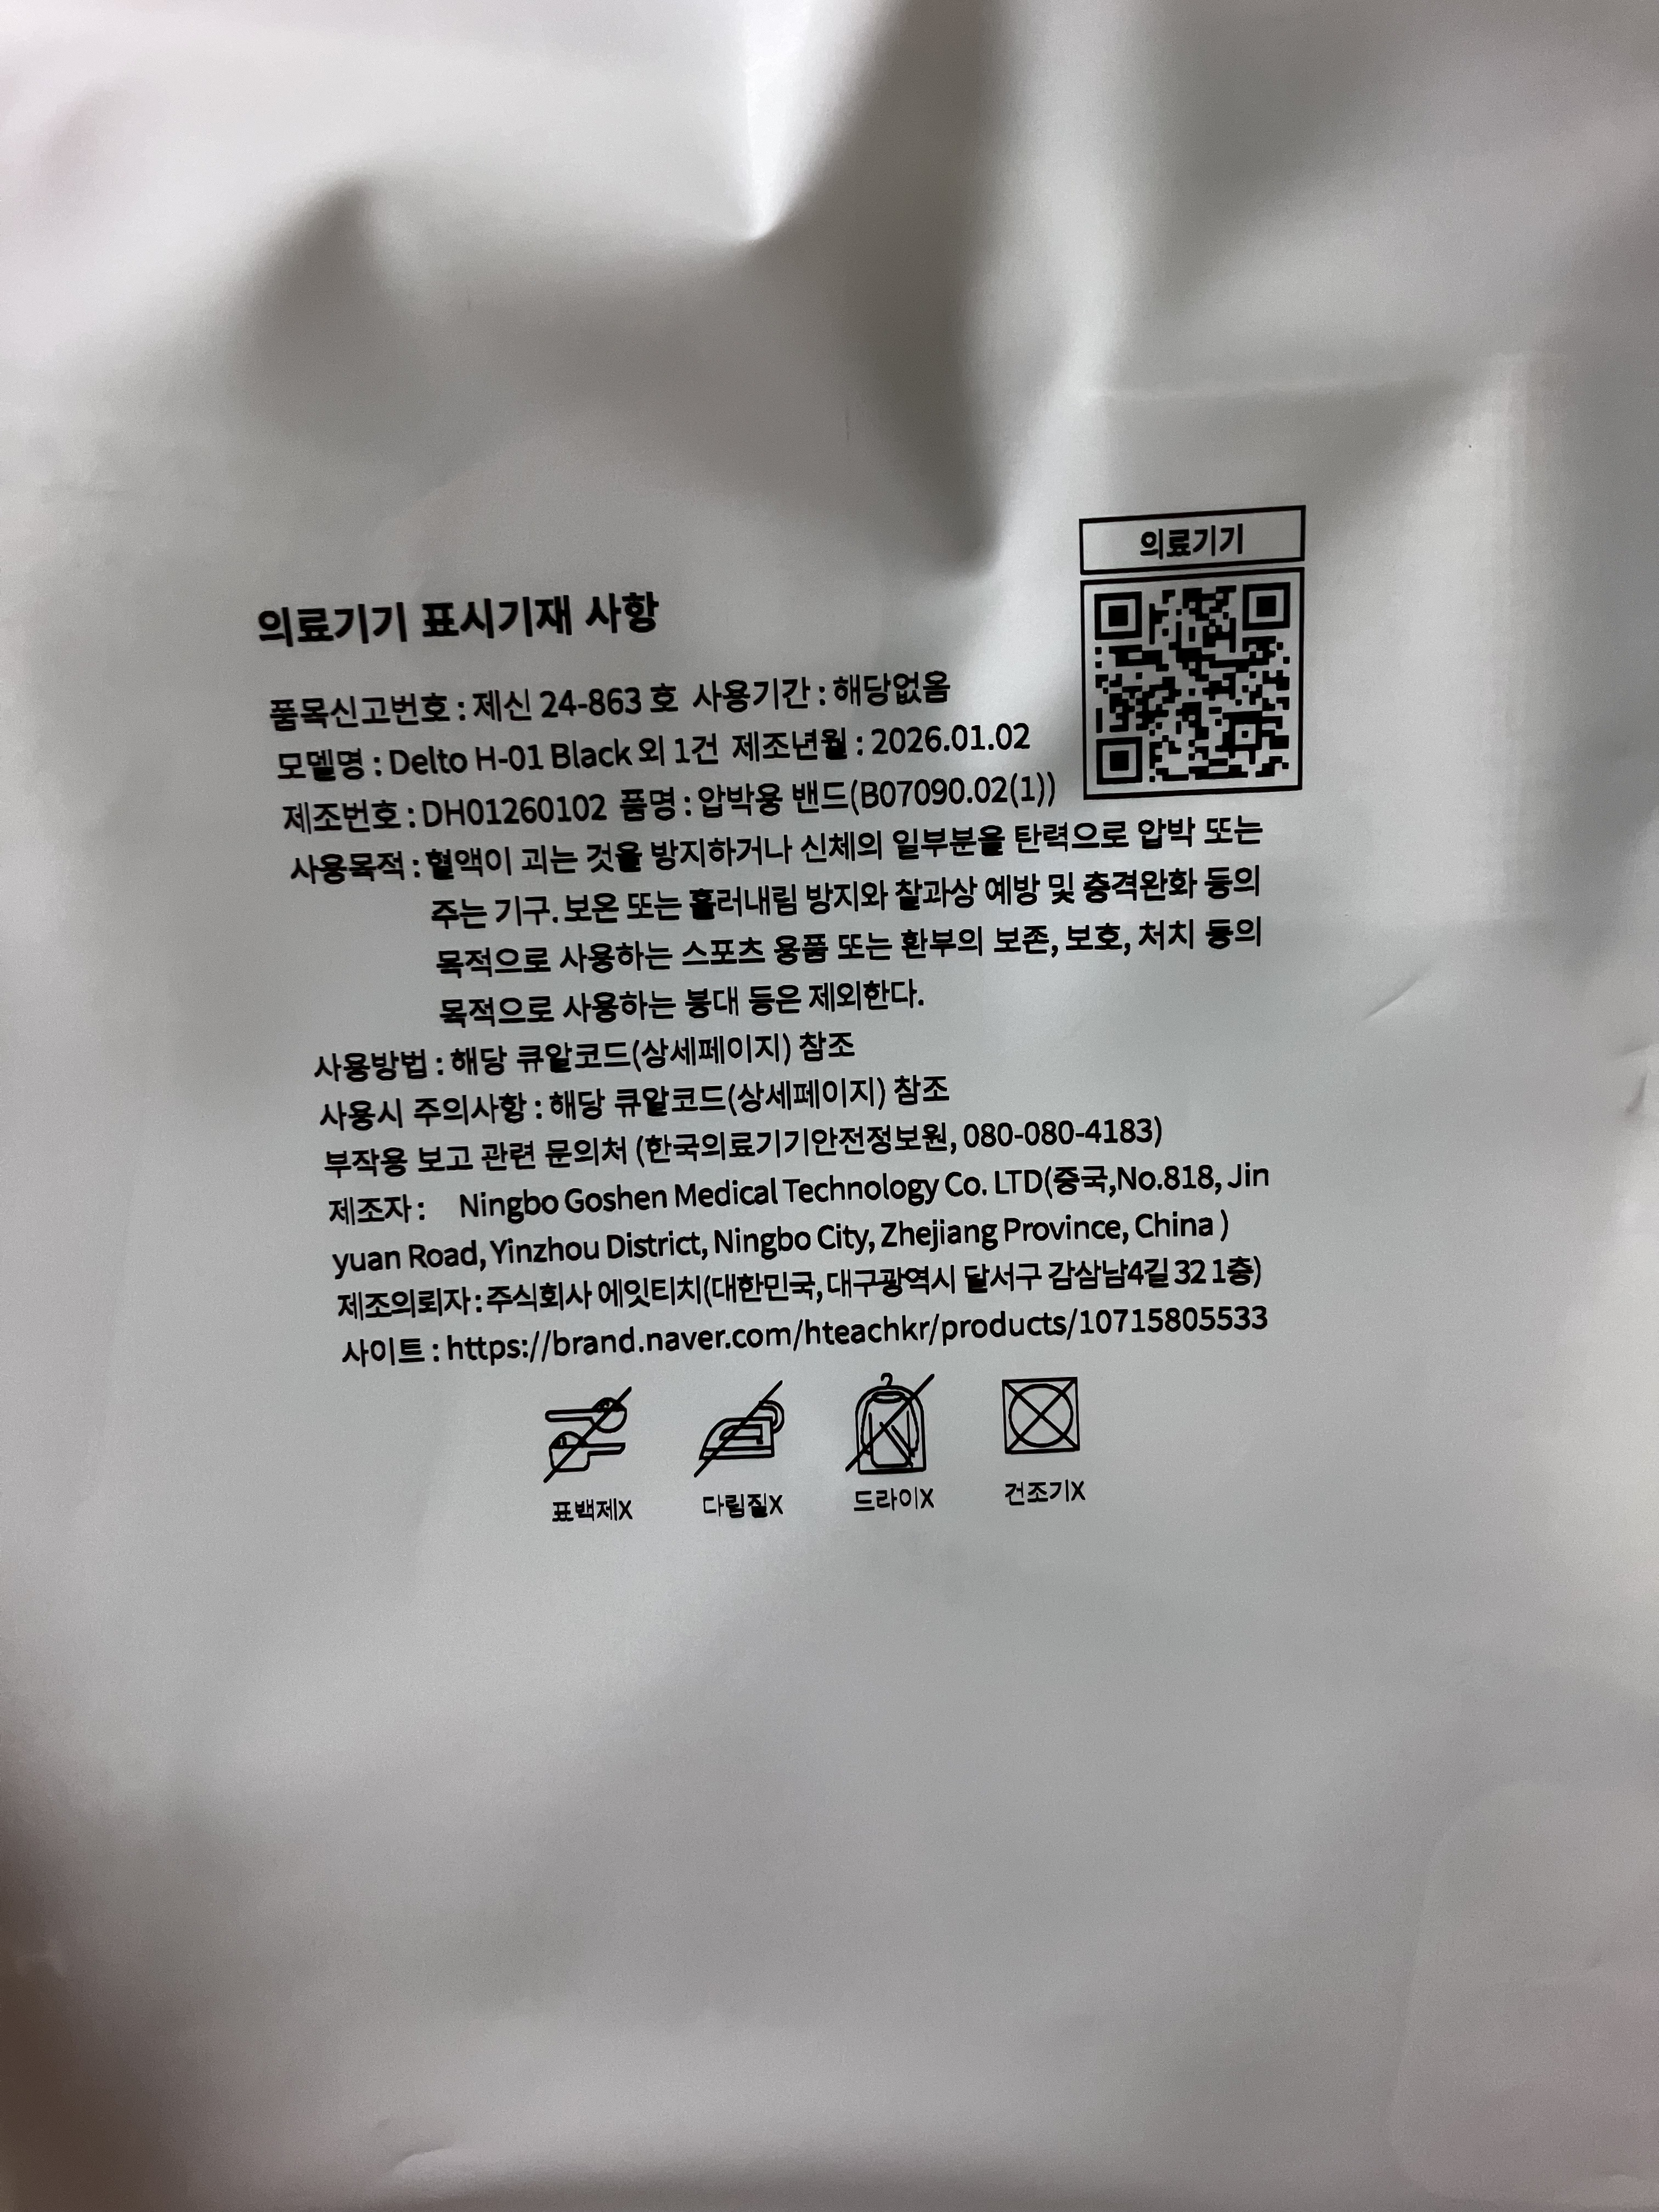 의료기기
의료기기 표시기재 사항
품목신고번호 : 제신 24-863 호 사용기간 : 해당없음
모델명 : Delto H-01 Black 외 1건 제조년월 : 2026.01.02
제조번호 : DH01260102 품명 : 압박용 밴드(B07090.02(1))
사용목적 : 혈액이 괴는 것을 방지하거나 신체의 일부분을 탄력으로 압박 또는
주는 기구. 보온 또는 흘러내림 방지와 찰과상 예방 및 충격완화 등의
목적으로 사용하는 스포츠 용품 또는 환부의 보존, 보호, 처치 등의
목적으로 사용하는 붕대 등은 제외한다.
사용방법 : 해당 큐알코드(상세페이지) 참조
사용시 주의사항 : 해당 큐알코드(상세페이지) 참조
부작용 보고 관련 문의처 (한국의료기기안전정보원, 080-080-4183)
제조자 : Ningbo Goshen Medical Technology Co. LTD(중국,No.818, Jin
yuan Road, Yinzhou District, Ningbo City, Zhejiang Province, China )
제조의뢰자 : 주식회사 에잇티치(대한민국, 대구광역시 달서구 감삼남4길 32 1층)
사이트 : https://brand.naver.com/hteachkr/products/10715805533
표백제X 다림질X 드라이X 건조기X